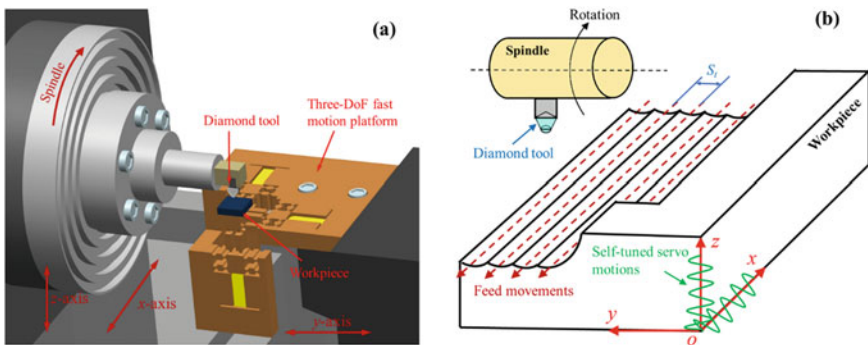 (a)
Spindle
Three-DoF fast
motion platform
Diamond tool
Workpiece
z-axis
x-axis
y-axis
(b)
Rotation
Spindle
S_t
Diamond tool
Workpiece
Self-tuned servo
motions
z
x
Feed movements
y
o